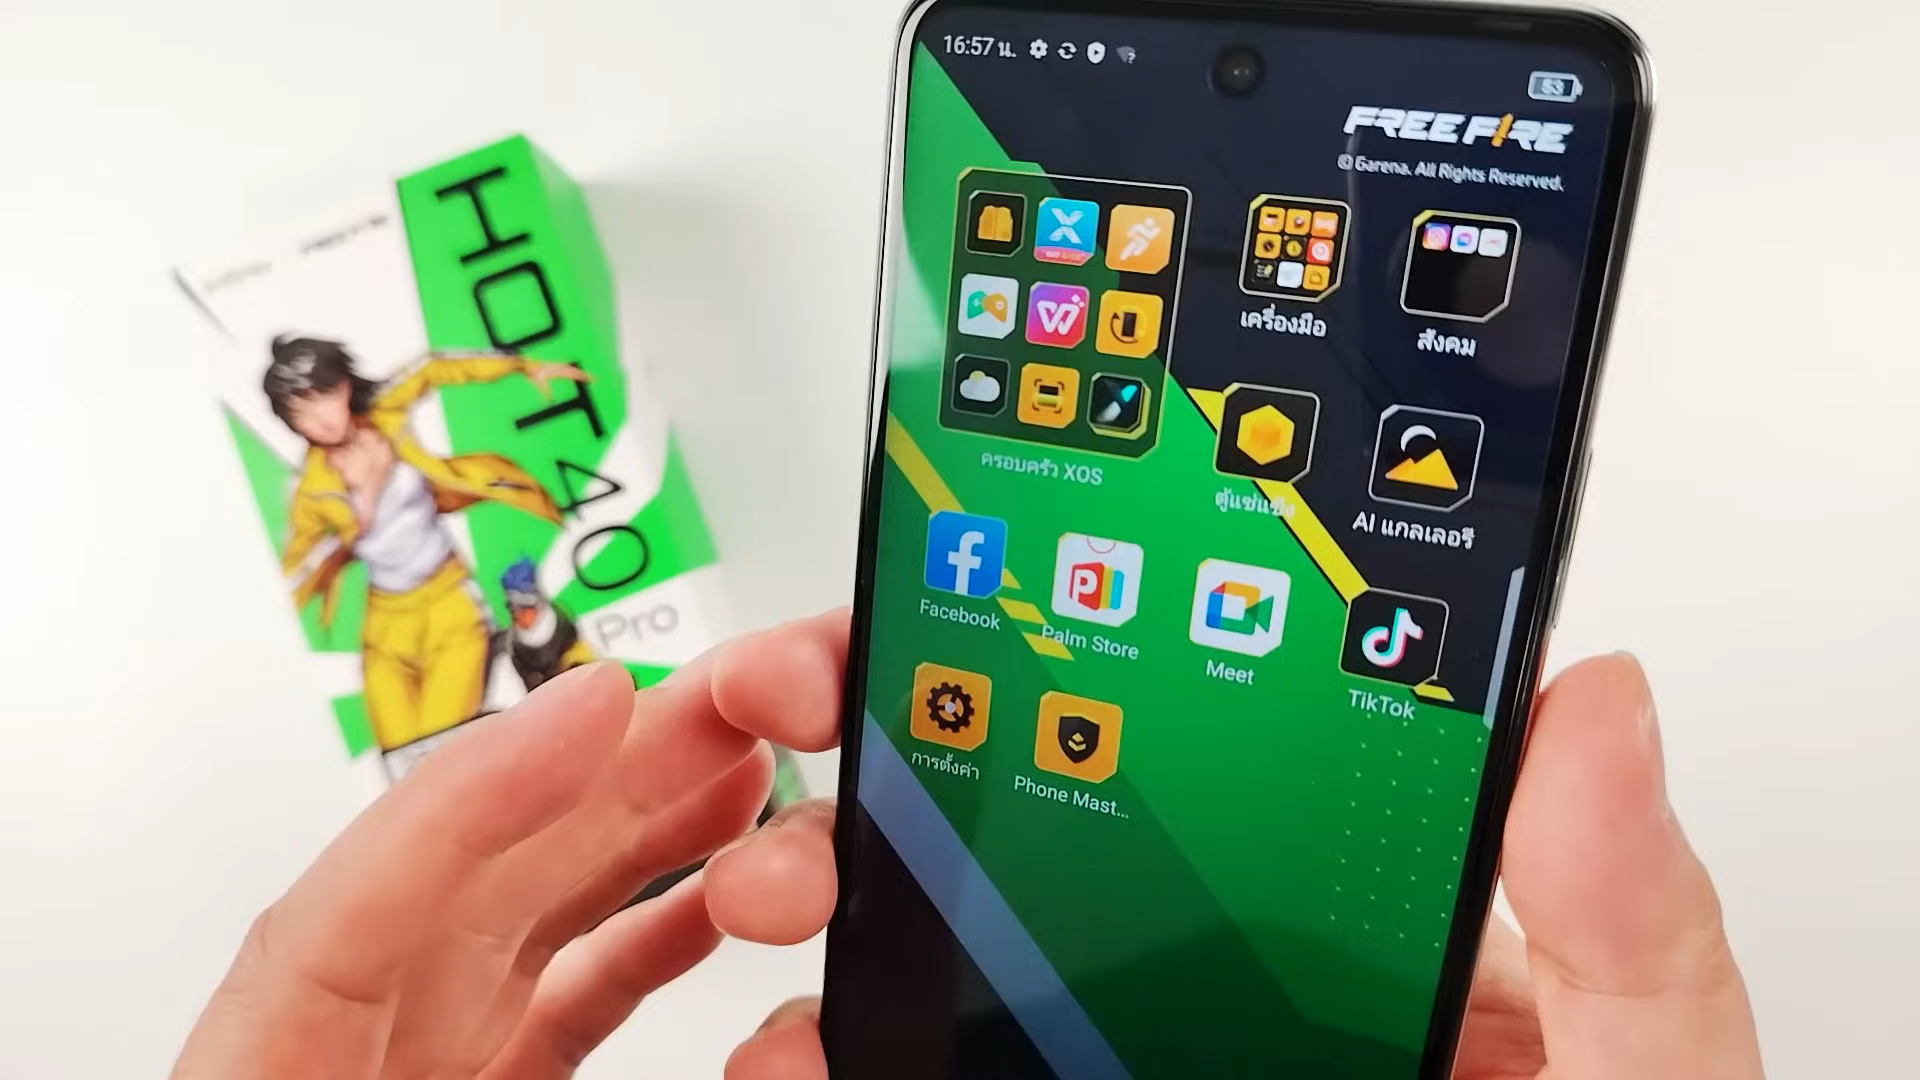 16:57 น.
53
FREE FIRE
© Garena. All Rights Reserved.
HOT 40
Pro
เครื่องมือ
สังคม
ครอบครัว XOS
ตู้แช่แข็ง
AI แกลเลอรี
Facebook
Palm Store
Meet
TikTok
การตั้งค่า
Phone Mast...